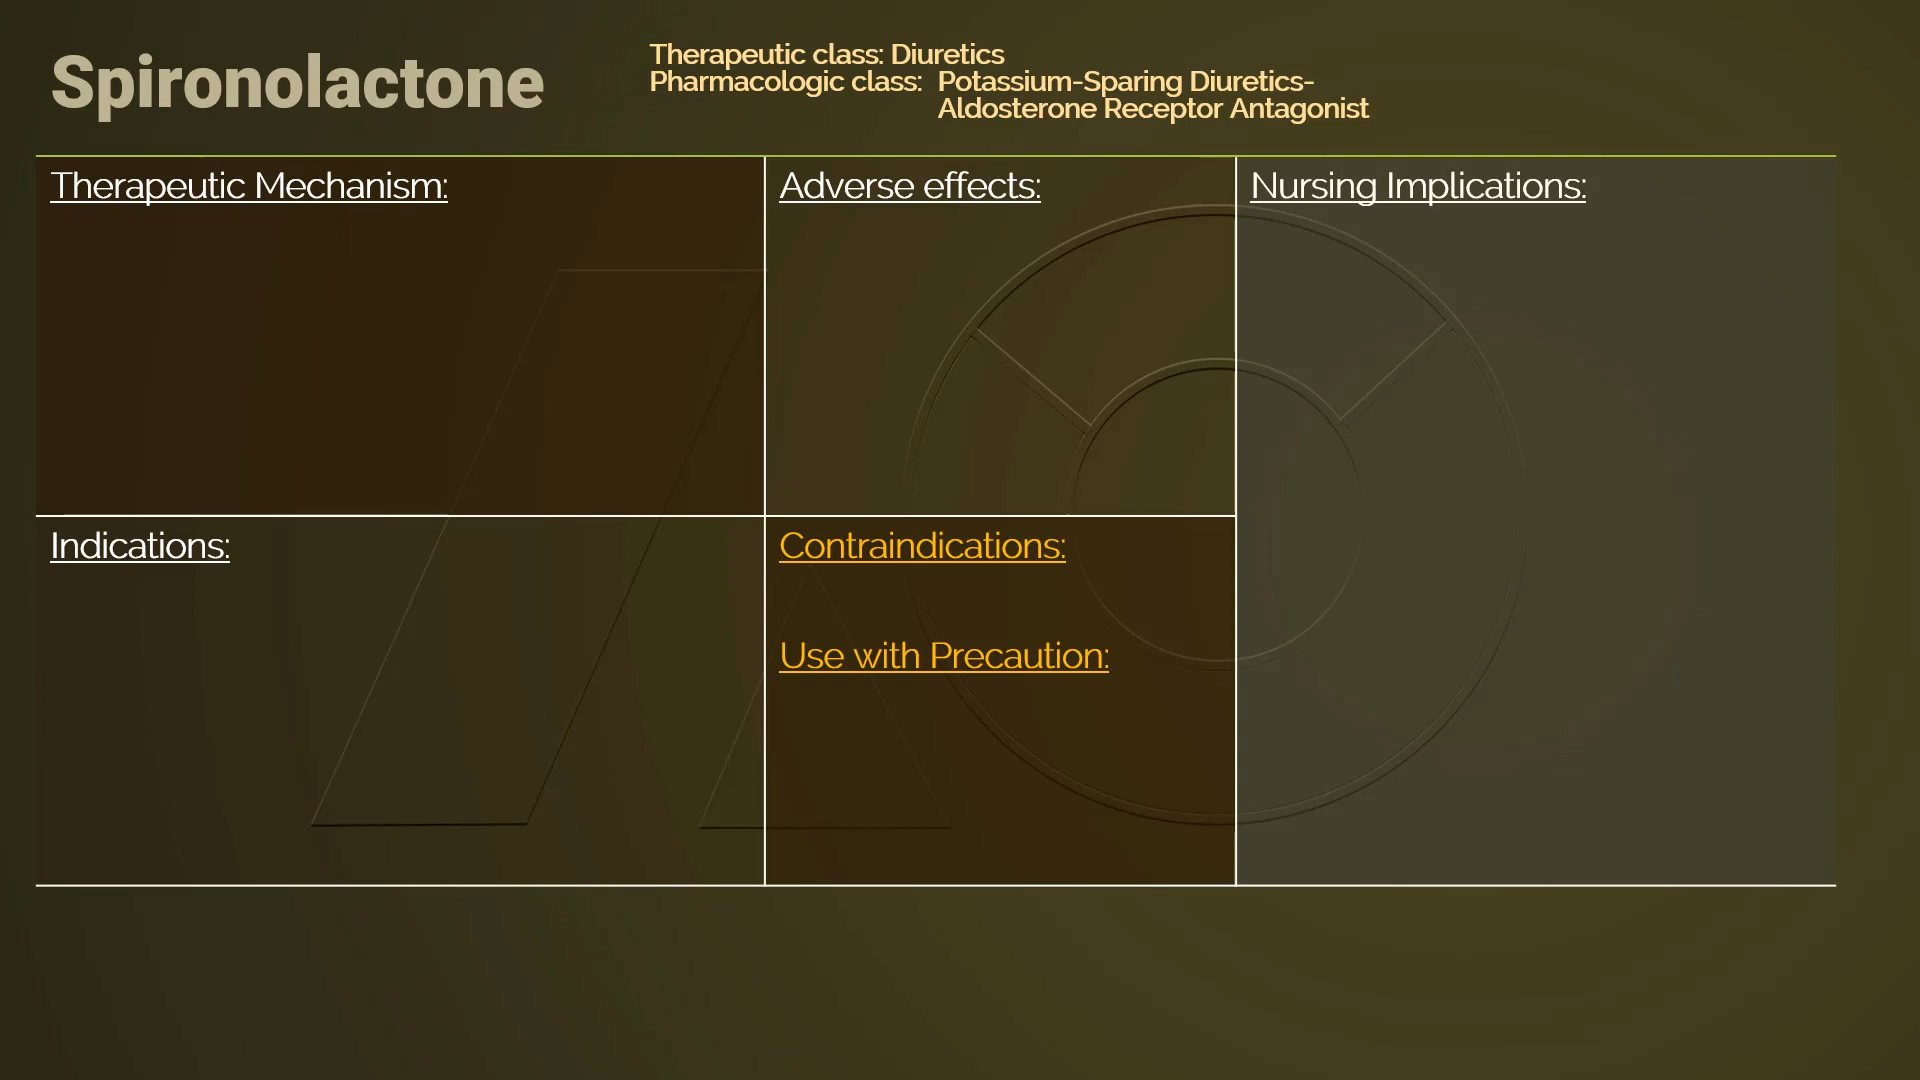 Spironolactone
Therapeutic class: Diuretics
Pharmacologic class: Potassium-Sparing Diuretics-
Aldosterone Receptor Antagonist
Therapeutic Mechanism:
Adverse effects:
Nursing Implications:
Indications:
Contraindications:
Use with Precaution: